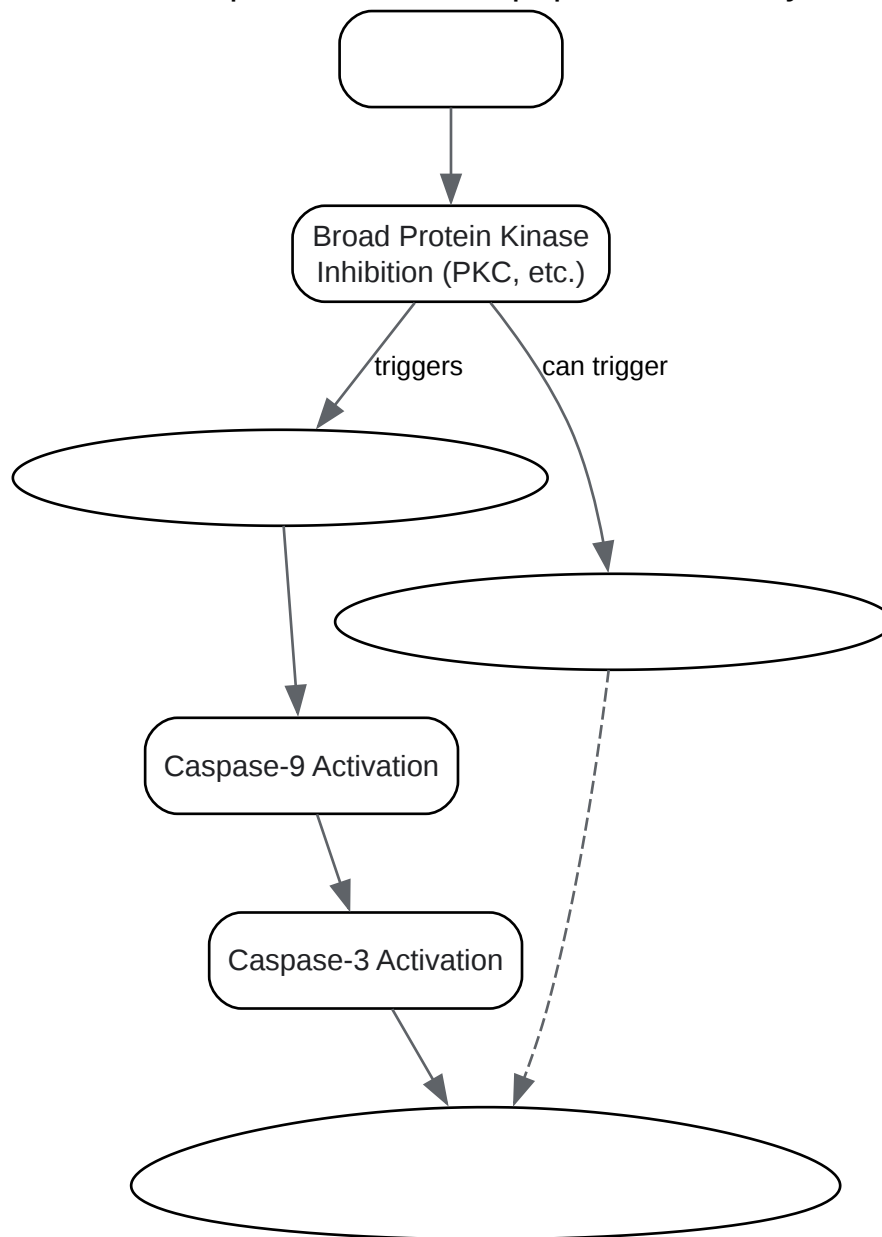 Broad Protein Kinase
Inhibition (PKC, etc.)
triggers
can trigger
Caspase-9 Activation
Caspase-3 Activation